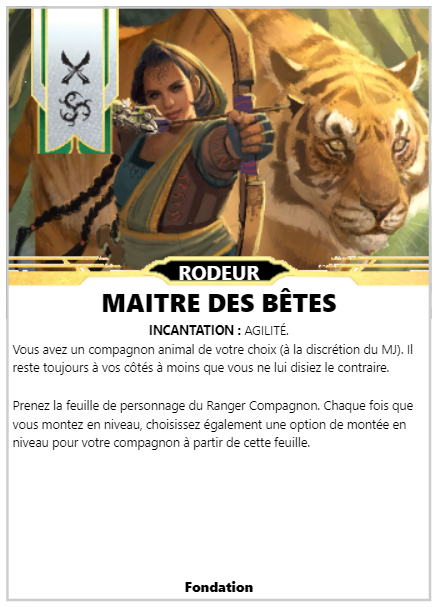 RODEUR
MAITRE DES BÊTES
INCANTATION : AGILITÉ.
Vous avez un compagnon animal de votre choix (à la discrétion du MJ). Il
reste toujours à vos côtés à moins que vous ne lui disiez le contraire.
Prenez la feuille de personnage du Ranger Compagnon. Chaque fois que
vous montez en niveau, choisissez également une option de montée en
niveau pour votre compagnon à partir de cette feuille.
Fondation